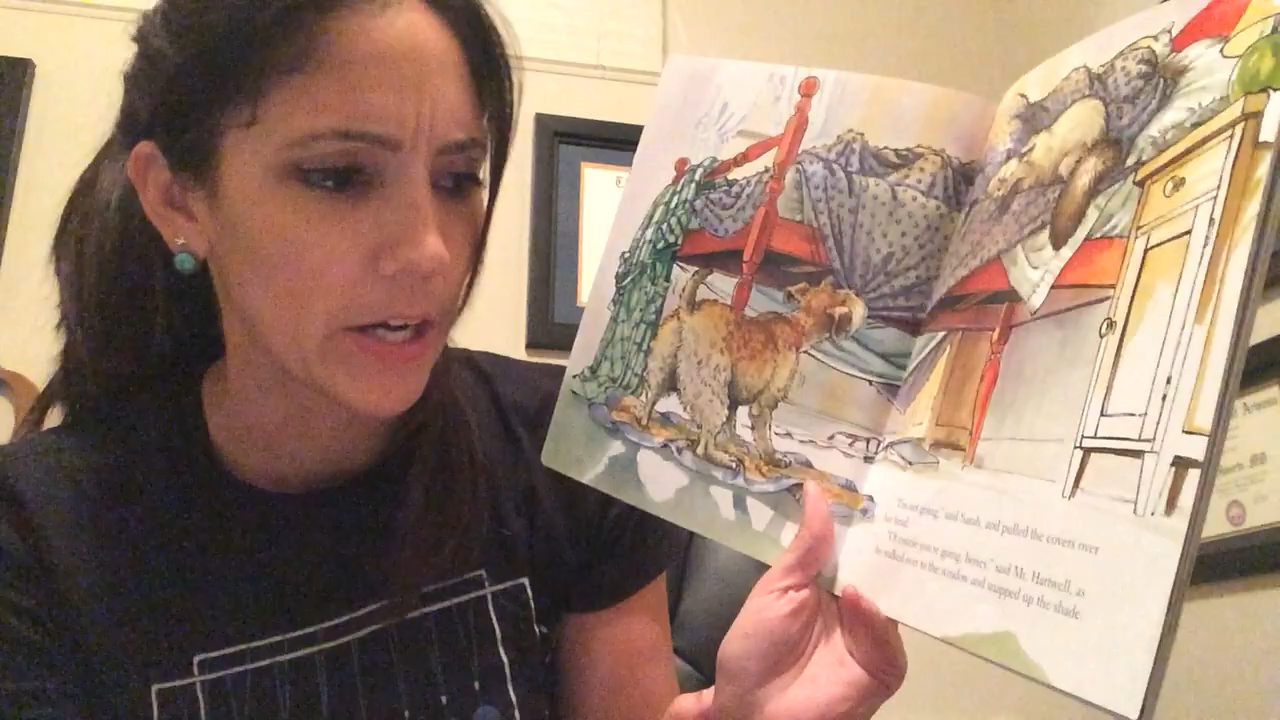 "I'm not going," said Sarah, and pulled the covers over
her head.
"Of course you're going, honey," said Mr. Hartwell, as
he walked over to the window and snapped up the shade.